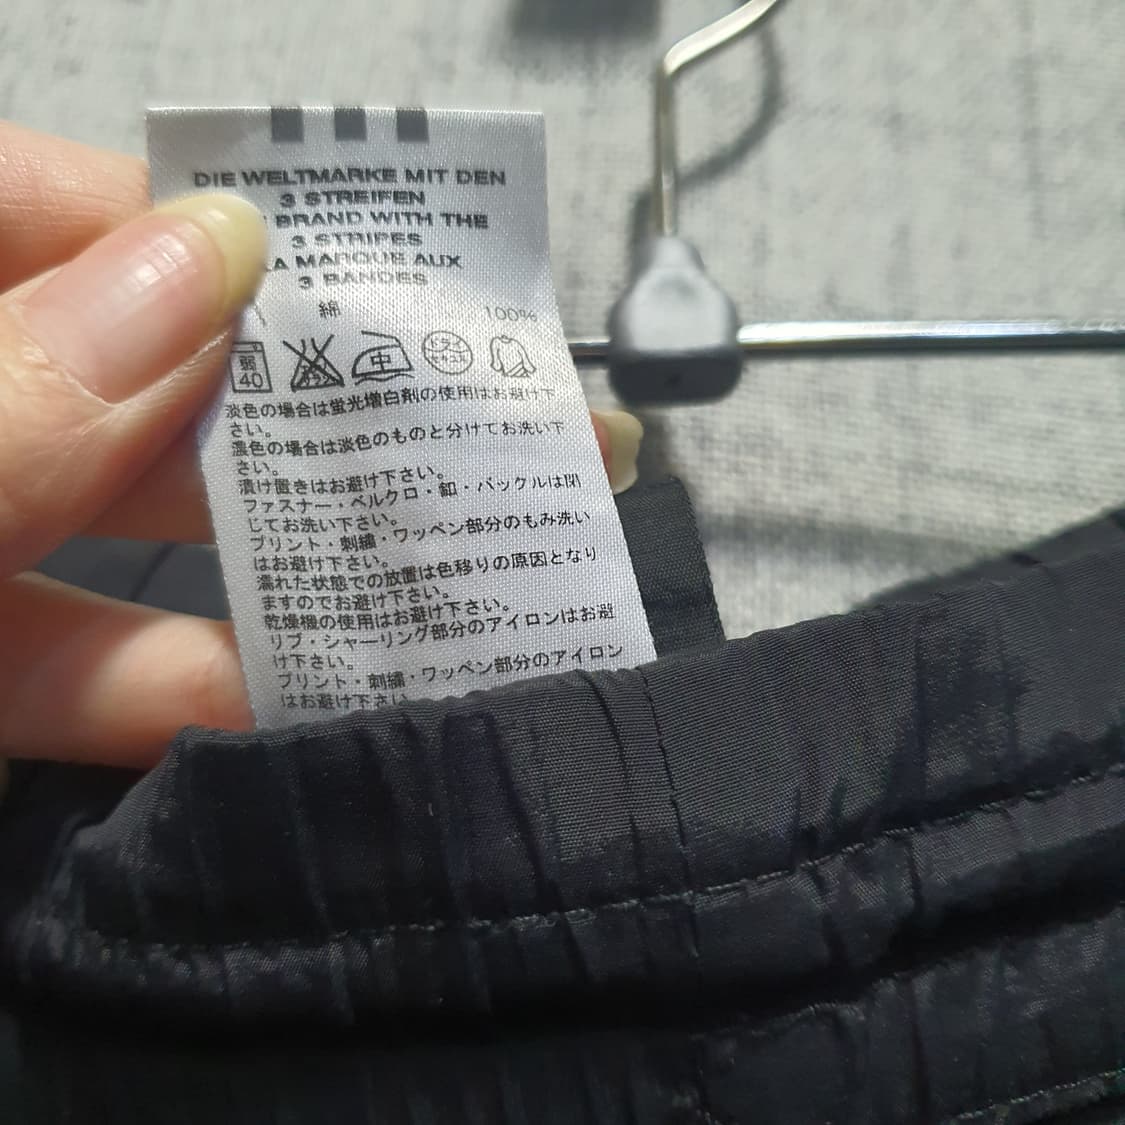 DIE WELTMARKE MIT DEN
3 STREIFEN
BRAND WITH THE
3 STRIPES
LA MARQUE AUX
3 BANDES
綿 100%
弱
40
中
淡色の場合は蛍光増白剤の使用はお避け下
さい。
濃色の場合は淡色のものと分けてお洗い下
さい。
漬け置きはお避け下さい。
ファスナー・ベルクロ・釦・バックルは閉
じてお洗い下さい。
プリント・刺繍・ワッペン部分のもみ洗い
はお避け下さい。
濡れた状態での放置は色移りの原因となり
ますのでお避け下さい。
乾燥機の使用はお避け下さい。
リブ・シャーリング部分のアイロンはお避
け下さい。
プリント・刺繍・ワッペン部分のアイロン
はお避け下さい